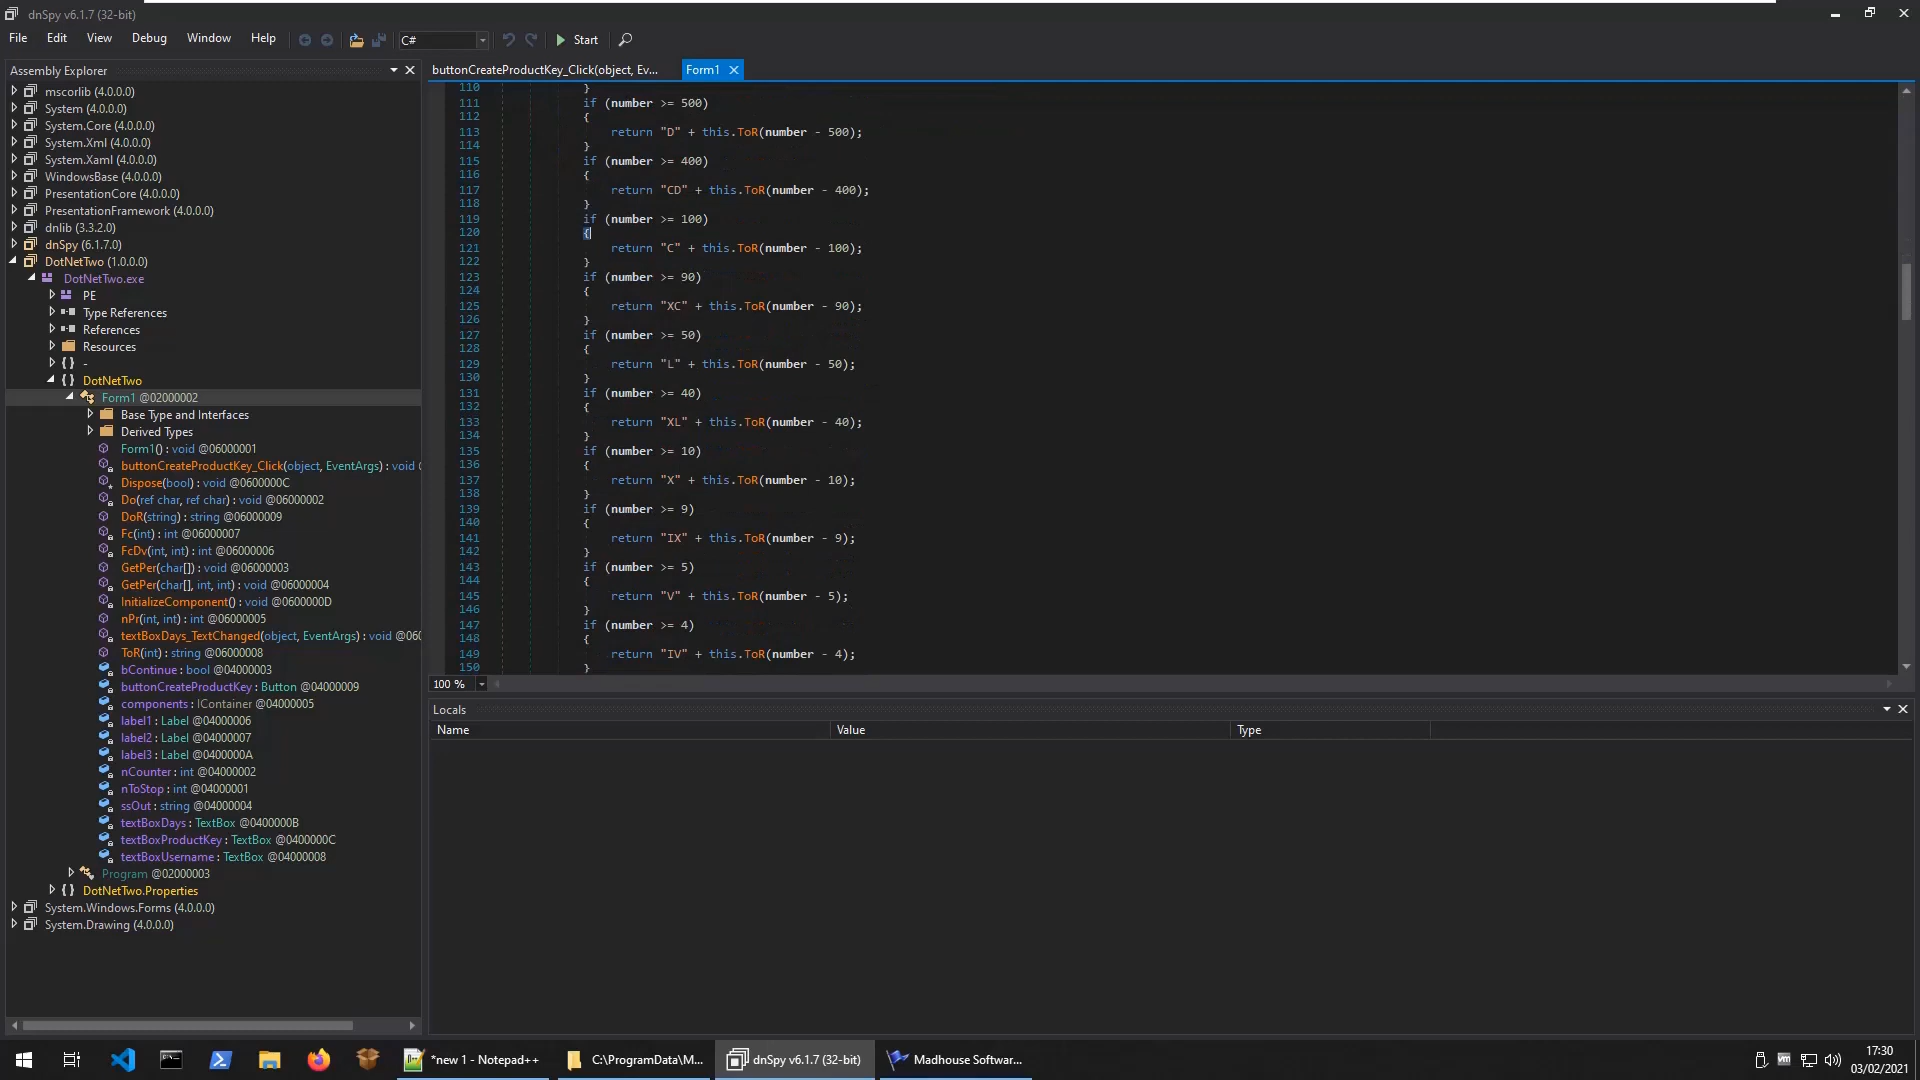 dnSpy v6.1.7 (32-bit)
File Edit View Debug Window Help C# Start
Assembly Explorer
mscorlib (4.0.0.0)
System (4.0.0.0)
System.Core (4.0.0.0)
System.Xml (4.0.0.0)
System.Xaml (4.0.0.0)
WindowsBase (4.0.0.0)
PresentationCore (4.0.0.0)
PresentationFramework (4.0.0.0)
dnlib (3.3.2.0)
dnSpy (6.1.7.0)
DotNetTwo (1.0.0.0)
DotNetTwo.exe
PE
Type References
References
Resources
{ } -
{ } DotNetTwo
Form1 @02000002
Base Type and Interfaces
Derived Types
Form1() : void @06000001
buttonCreateProductKey_Click(object, EventArgs) : void
Dispose(bool) : void @0600000C
Do(ref char, ref char) : void @06000002
DoR(string) : string @06000009
Fc(int) : int @06000007
FcDv(int, int) : int @06000006
GetPer(char[]) : void @06000003
GetPer(char[], int, int) : void @06000004
InitializeComponent() : void @0600000D
nPr(int, int) : int @06000005
textBoxDays_TextChanged(object, EventArgs) : void @06
ToR(int) : string @06000008
bContinue : bool @04000003
buttonCreateProductKey : Button @04000009
components : IContainer @04000005
label1 : Label @04000006
label2 : Label @04000007
label3 : Label @0400000A
nCounter : int @04000002
nToStop : int @04000001
ssOut : string @04000004
textBoxDays : TextBox @0400000B
textBoxProductKey : TextBox @0400000C
textBoxUsername : TextBox @04000008
Program @02000003
{ } DotNetTwo.Properties
System.Windows.Forms (4.0.0.0)
System.Drawing (4.0.0.0)
buttonCreateProductKey_Click(object, Ev... Form1
110 }
111 if (number >= 500)
112 {
113 return "D" + this.ToR(number - 500);
114 }
115 if (number >= 400)
116 {
117 return "CD" + this.ToR(number - 400);
118 }
119 if (number >= 100)
120 {
121 return "C" + this.ToR(number - 100);
122 }
123 if (number >= 90)
124 {
125 return "XC" + this.ToR(number - 90);
126 }
127 if (number >= 50)
128 {
129 return "L" + this.ToR(number - 50);
130 }
131 if (number >= 40)
132 {
133 return "XL" + this.ToR(number - 40);
134 }
135 if (number >= 10)
136 {
137 return "X" + this.ToR(number - 10);
138 }
139 if (number >= 9)
140 {
141 return "IX" + this.ToR(number - 9);
142 }
143 if (number >= 5)
144 {
145 return "V" + this.ToR(number - 5);
146 }
147 if (number >= 4)
148 {
149 return "IV" + this.ToR(number - 4);
150 }
100 %
Locals
Name Value Type
*new 1 - Notepad++ C:\ProgramData\M... dnSpy v6.1.7 (32-bit) Madhouse Softwar...
17:30
03/02/2021